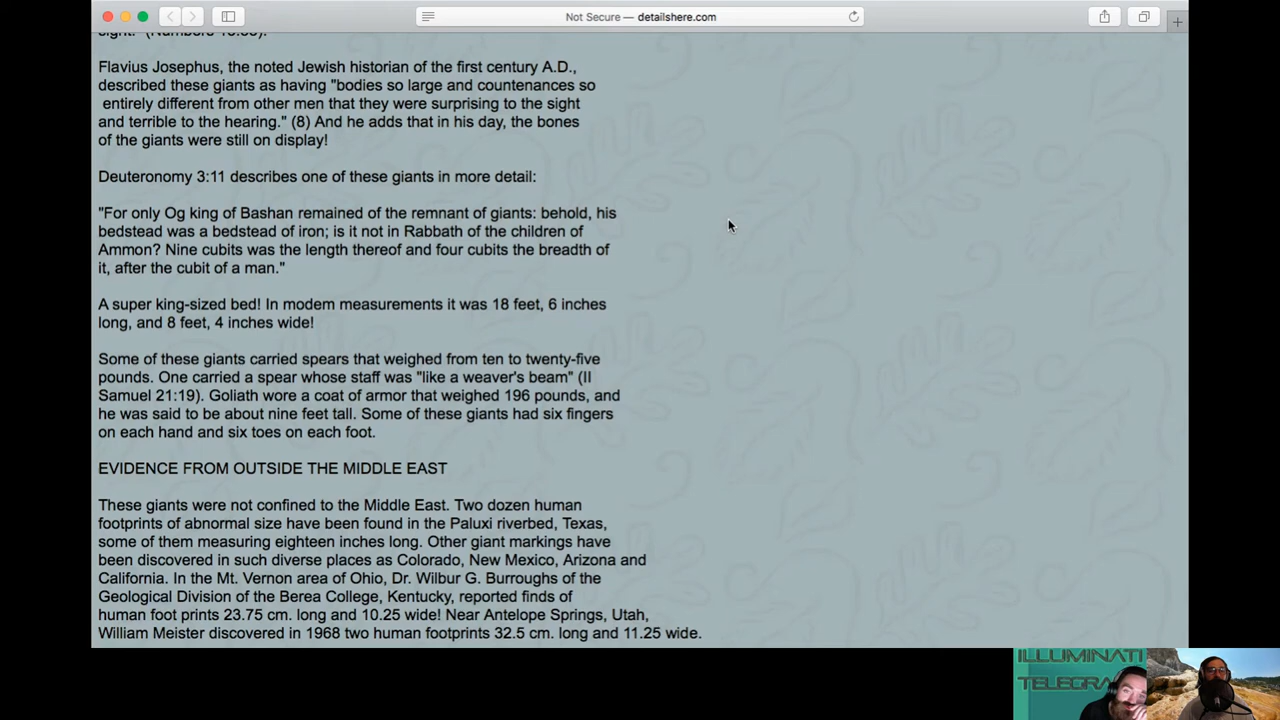 Not Secure — detailshere.com
sight." (Numbers
Flavius Josephus, the noted Jewish historian of the first century A.D.,
described these giants as having "bodies so large and countenances so
entirely different from other men that they were surprising to the sight
and terrible to the hearing." (8) And he adds that in his day, the bones
of the giants were still on display!
Deuteronomy 3:11 describes one of these giants in more detail:
"For only Og king of Bashan remained of the remnant of giants: behold, his
bedstead was a bedstead of iron; is it not in Rabbath of the children of
Ammon? Nine cubits was the length thereof and four cubits the breadth of
it, after the cubit of a man."
A super king-sized bed! In modem measurements it was 18 feet, 6 inches
long, and 8 feet, 4 inches wide!
Some of these giants carried spears that weighed from ten to twenty-five
pounds. One carried a spear whose staff was "like a weaver's beam" (II
Samuel 21:19). Goliath wore a coat of armor that weighed 196 pounds, and
he was said to be about nine feet tall. Some of these giants had six fingers
on each hand and six toes on each foot.
EVIDENCE FROM OUTSIDE THE MIDDLE EAST
These giants were not confined to the Middle East. Two dozen human
footprints of abnormal size have been found in the Paluxi riverbed, Texas,
some of them measuring eighteen inches long. Other giant markings have
been discovered in such diverse places as Colorado, New Mexico, Arizona and
California. In the Mt. Vernon area of Ohio, Dr. Wilbur G. Burroughs of the
Geological Division of the Berea College, Kentucky, reported finds of
human foot prints 23.75 cm. long and 10.25 wide! Near Antelope Springs, Utah,
William Meister discovered in 1968 two human footprints 32.5 cm. long and 11.25 wide.
ILLUMINATI